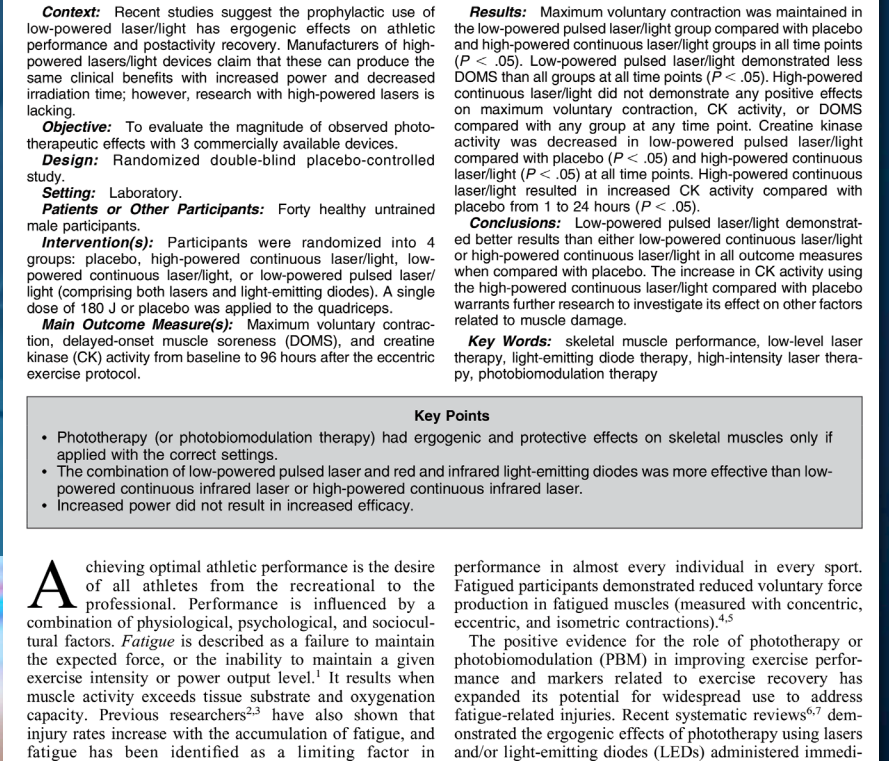 Context: Recent studies suggest the prophylactic use of
low-powered laser/light has ergogenic effects on athletic
performance and postactivity recovery. Manufacturers of high-
powered lasers/light devices claim that these can produce the
same clinical benefits with increased power and decreased
irradiation time; however, research with high-powered lasers is
lacking.
Objective: To evaluate the magnitude of observed photo-
therapeutic effects with 3 commercially available devices.
Design: Randomized double-blind placebo-controlled
study.
Setting: Laboratory.
Patients or Other Participants: Forty healthy untrained
male participants.
Intervention(s): Participants were randomized into 4
groups: placebo, high-powered continuous laser/light, low-
powered continuous laser/light, or low-powered pulsed laser/
light (comprising both lasers and light-emitting diodes). A single
dose of 180 J or placebo was applied to the quadriceps.
Main Outcome Measure(s): Maximum voluntary contrac-
tion, delayed-onset muscle soreness (DOMS), and creatine
kinase (CK) activity from baseline to 96 hours after the eccentric
exercise protocol.
Results: Maximum voluntary contraction was maintained in
the low-powered pulsed laser/light group compared with placebo
and high-powered continuous laser/light groups in all time points
(P < .05). Low-powered pulsed laser/light demonstrated less
DOMS than all groups at all time points (P < .05). High-powered
continuous laser/light did not demonstrate any positive effects
on maximum voluntary contraction, CK activity, or DOMS
compared with any group at any time point. Creatine kinase
activity was decreased in low-powered pulsed laser/light
compared with placebo (P < .05) and high-powered continuous
laser/light (P < .05) at all time points. High-powered continuous
laser/light resulted in increased CK activity compared with
placebo from 1 to 24 hours (P < .05).
Conclusions: Low-powered pulsed laser/light demonstrat-
ed better results than either low-powered continuous laser/light
or high-powered continuous laser/light in all outcome measures
when compared with placebo. The increase in CK activity using
the high-powered continuous laser/light compared with placebo
warrants further research to investigate its effect on other factors
related to muscle damage.
Key Words: skeletal muscle performance, low-level laser
therapy, light-emitting diode therapy, high-intensity laser thera-
py, photobiomodulation therapy
Key Points
• Phototherapy (or photobiomodulation therapy) had ergogenic and protective effects on skeletal muscles only if
applied with the correct settings.
• The combination of low-powered pulsed laser and red and infrared light-emitting diodes was more effective than low-
powered continuous infrared laser or high-powered continuous infrared laser.
• Increased power did not result in increased efficacy.
Achieving optimal athletic performance is the desire
of all athletes from the recreational to the
professional. Performance is influenced by a
combination of physiological, psychological, and sociocul-
tural factors. Fatigue is described as a failure to maintain
the expected force, or the inability to maintain a given
exercise intensity or power output level.1 It results when
muscle activity exceeds tissue substrate and oxygenation
capacity. Previous researchers2,3 have also shown that
injury rates increase with the accumulation of fatigue, and
fatigue has been identified as a limiting factor in
performance in almost every individual in every sport.
Fatigued participants demonstrated reduced voluntary force
production in fatigued muscles (measured with concentric,
eccentric, and isometric contractions).4,5
The positive evidence for the role of phototherapy or
photobiomodulation (PBM) in improving exercise perfor-
mance and markers related to exercise recovery has
expanded its potential for widespread use to address
fatigue-related injuries. Recent systematic reviews6,7 dem-
onstrated the ergogenic effects of phototherapy using lasers
and/or light-emitting diodes (LEDs) administered immedi-